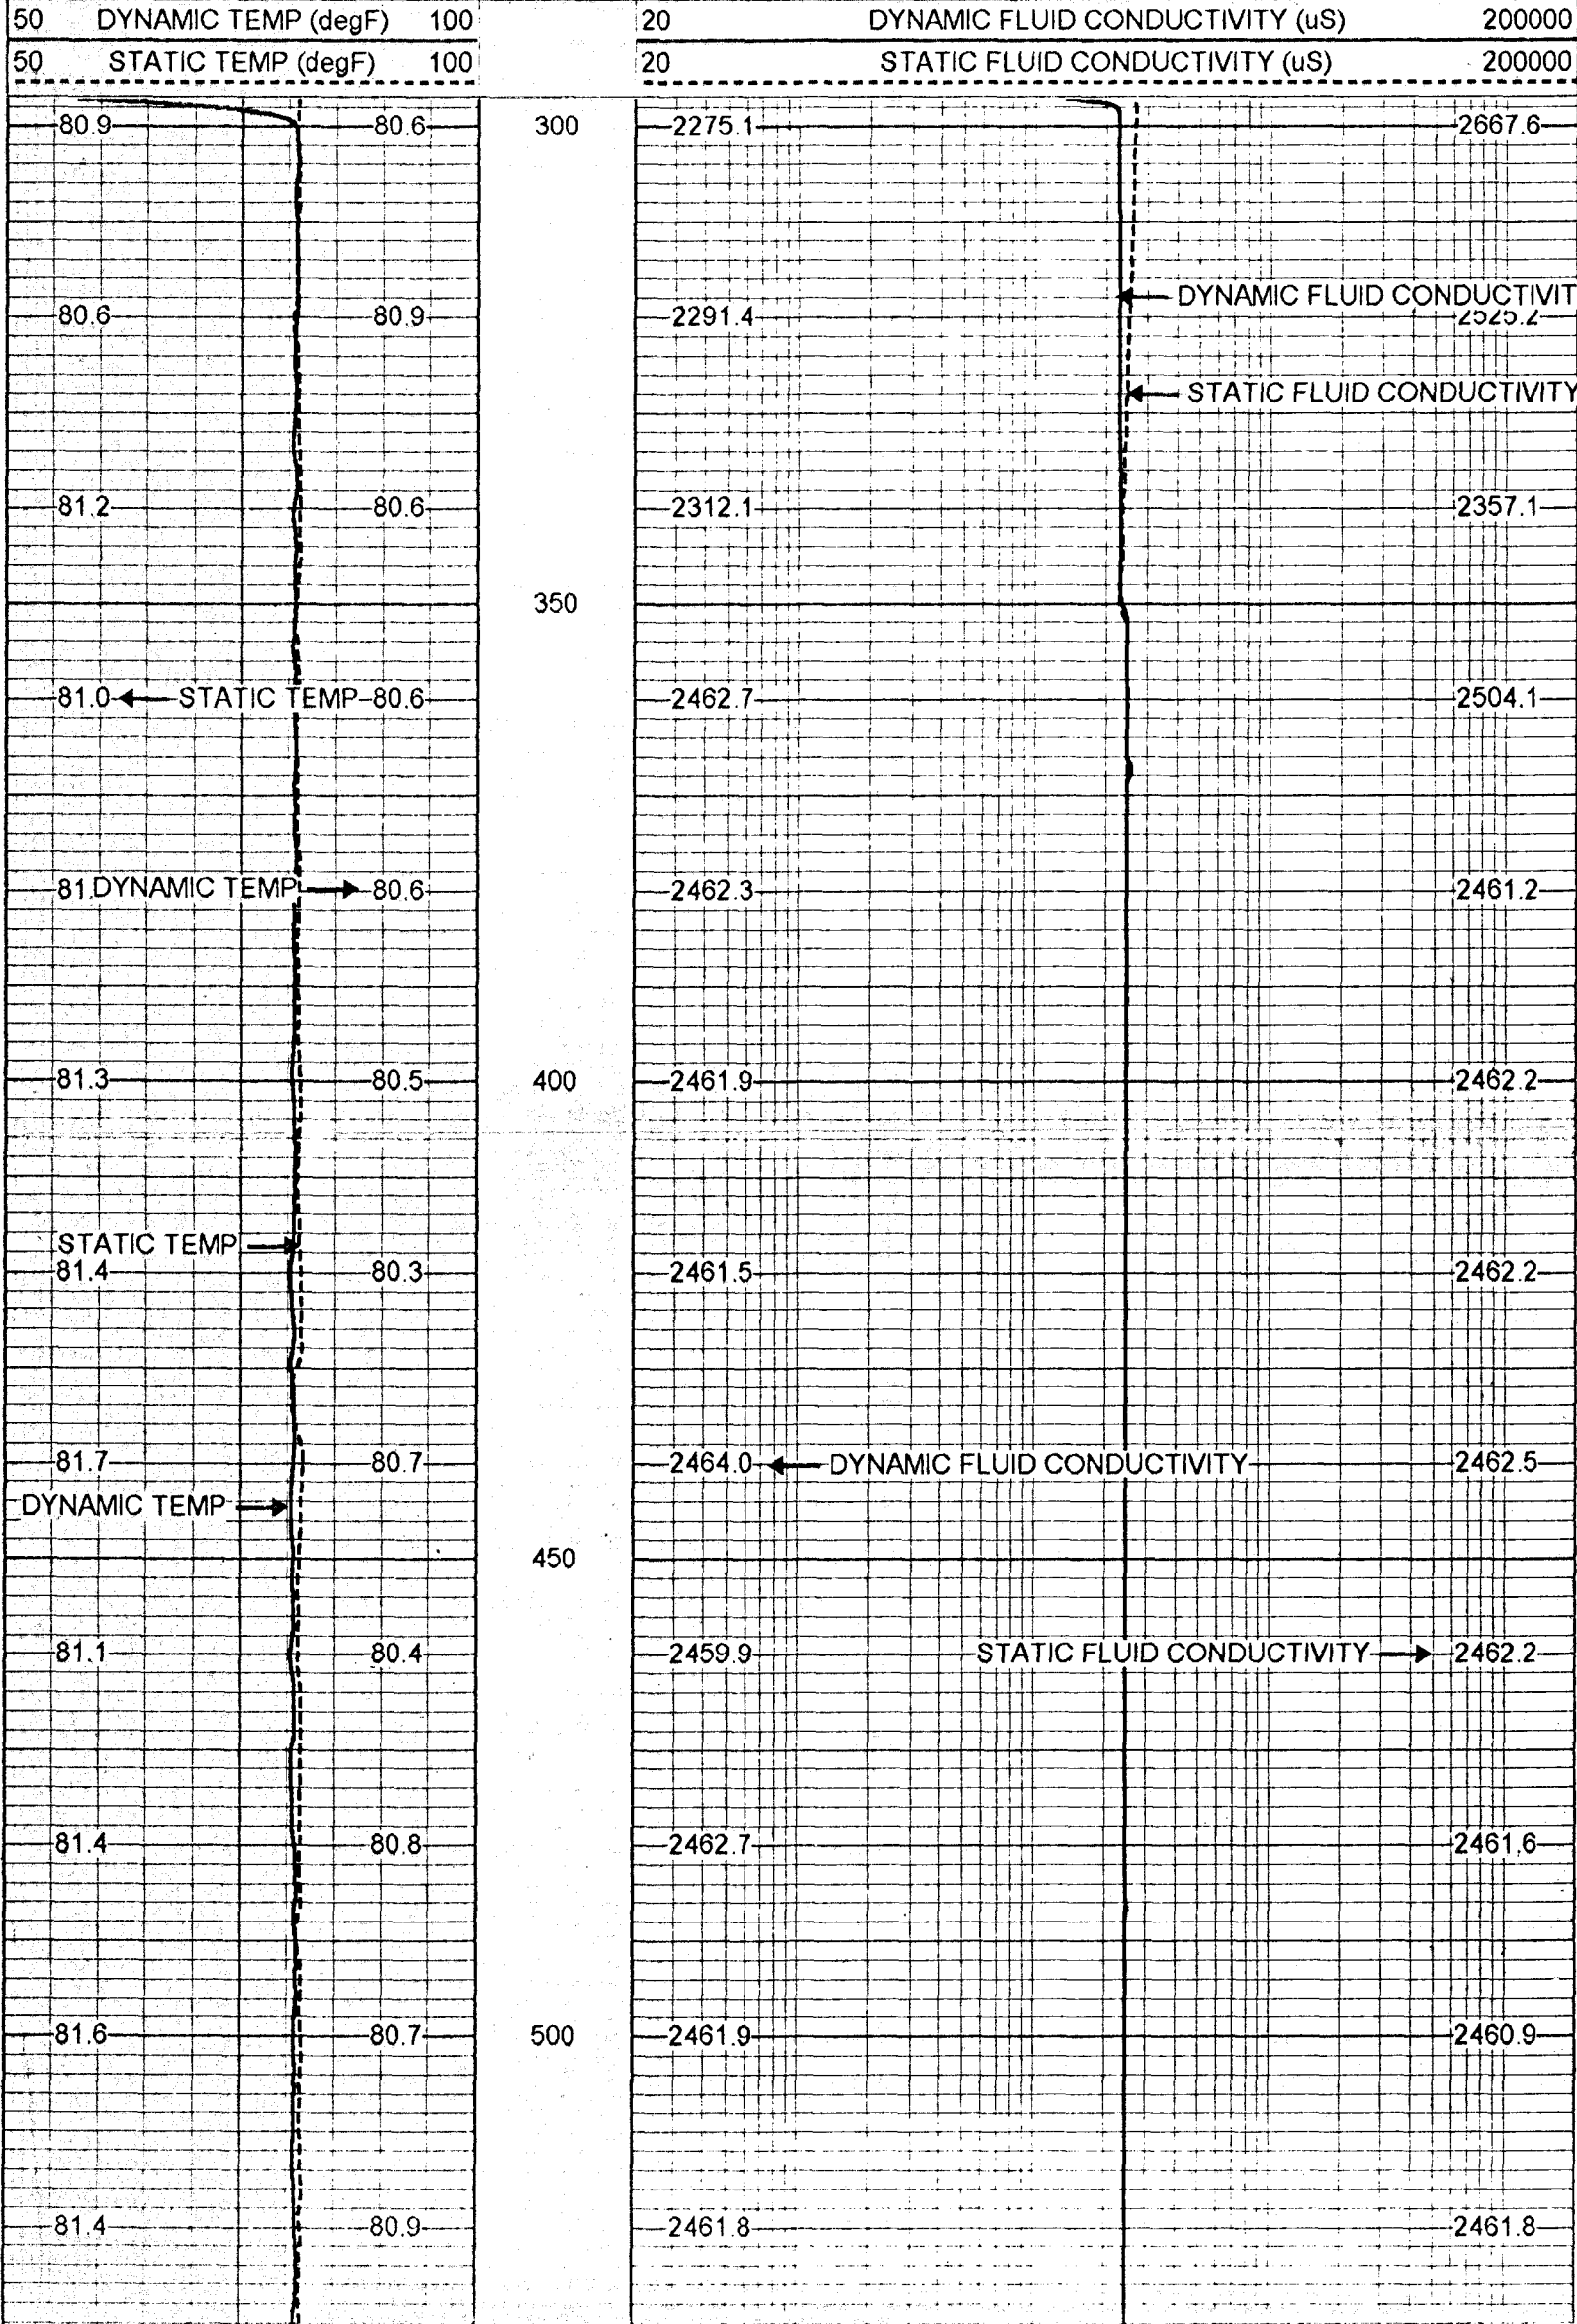 50 DYNAMIC TEMP (degF) 100 20 DYNAMIC FLUID CONDUCTIVITY (uS) 200000
50 STATIC TEMP (degF) 100 20 STATIC FLUID CONDUCTIVITY (uS) 200000
80.9 80.6 300 2275.1 2667.6
DYNAMIC FLUID CONDUCTIVIT
80.6 80.9 2291.4 2525.2
STATIC FLUID CONDUCTIVITY
81.2 80.6 2312.1 2357.1
350
81.0 STATIC TEMP 80.6 2462.7 2504.1
81. DYNAMIC TEMP 80.6 2462.3 2461.2
81.3 80.5 400 2461.9 2462.2
STATIC TEMP
81.4 80.3 2461.5 2462.2
81.7 80.7 2464.0 DYNAMIC FLUID CONDUCTIVITY 2462.5
DYNAMIC TEMP
450
81.1 80.4 2459.9 STATIC FLUID CONDUCTIVITY 2462.2
81.4 80.8 2462.7 2461.6
81.6 80.7 500 2461.9 2460.9
81.4 80.9 2461.8 2461.8